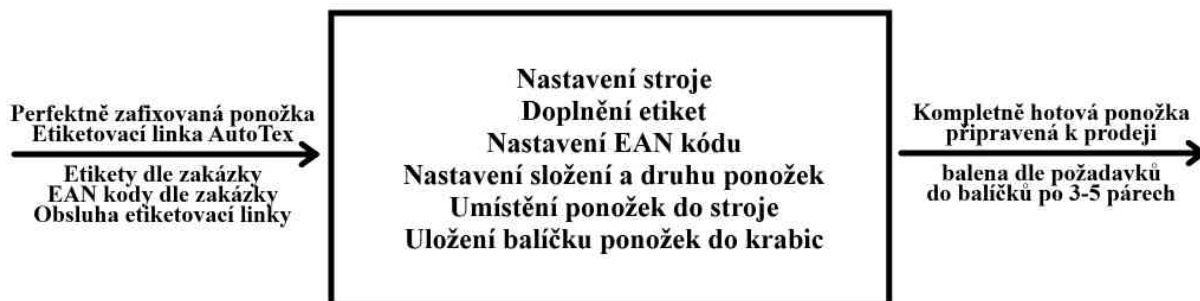 Perfektně zafixovaná ponožka
Etiketovací linka AutoTex
Etikety dle zakázky
EAN kody dle zakázky
Obsluha etiketovací linky
Nastavení stroje
Doplnění etiket
Nastavení EAN kódu
Nastavení složení a druhu ponožek
Umístění ponožek do stroje
Uložení balíčku ponožek do krabic
Kompletně hotová ponožka
připravená k prodeji
balena dle požadavků
do balíčků po 3-5 párech